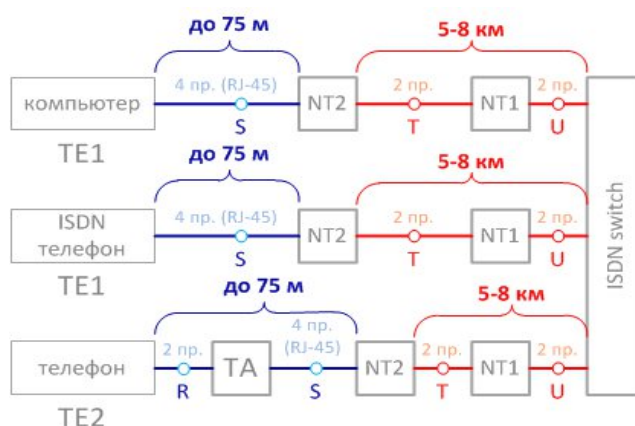 до 75 м
5-8 км
4 пр. (RJ-45)
2 пр.
2 пр.
компьютер
NT2
NT1
S
T
U
TE1
до 75 м
5-8 км
4 пр. (RJ-45)
2 пр.
2 пр.
ISDN
телефон
NT2
NT1
S
T
U
TE1
ISDN switch
до 75 м
5-8 км
2 пр.
4 пр.
(RJ-45)
2 пр.
2 пр.
телефон
TA
NT2
NT1
R
S
T
U
TE2